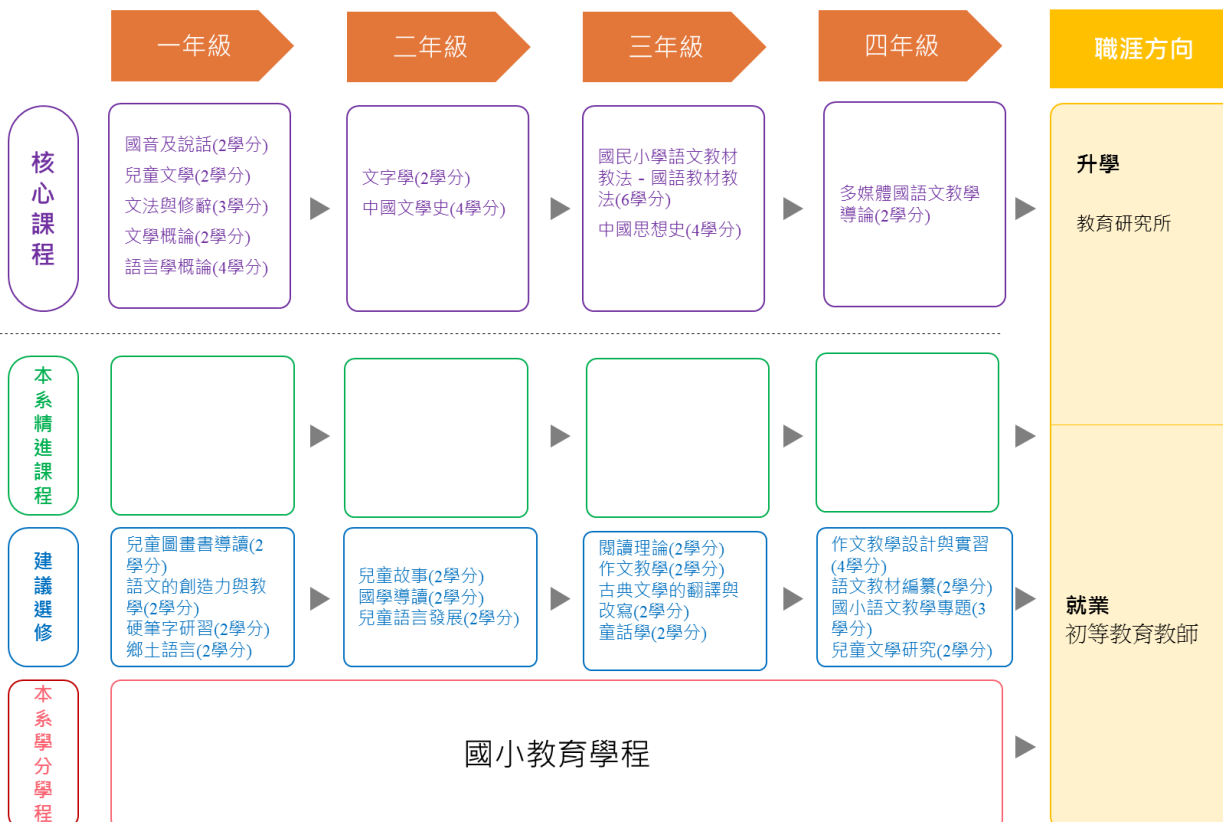 一年級
二年級
三年級
四年級
職涯方向
核心課程
國音及說話(2學分)
兒童文學(2學分)
文法與修辭(3學分)
文學概論(2學分)
語言學概論(4學分)
文字學(2學分)
中國文學史(4學分)
國民小學語文教材
教法－國語教材教
法(6學分)
中國思想史(4學分)
多媒體國語文教學
導論(2學分)
升學
教育研究所
本系精進課程
建議選修
兒童圖畫書導讀(2
學分)
語文的創造力與教
學(2學分)
硬筆字研習(2學分)
鄉土語言(2學分)
兒童故事(2學分)
國學導讀(2學分)
兒童語言發展(2學分)
閱讀理論(2學分)
作文教學(2學分)
古典文學的翻譯與
改寫(2學分)
童話學(2學分)
作文教學設計與實習
(4學分)
語文教材編纂(2學分)
國小語文教學專題(3
學分)
兒童文學研究(2學分)
就業
初等教育教師
本系學分學程
國小教育學程